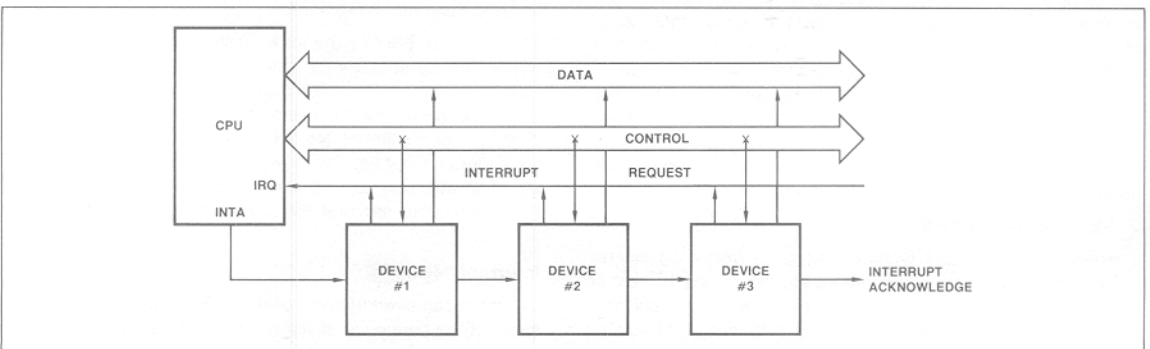 DATA
CPU
CONTROL
INTERRUPT REQUEST
IRQ
INTA
DEVICE
#1
DEVICE
#2
DEVICE
#3
INTERRUPT
ACKNOWLEDGE